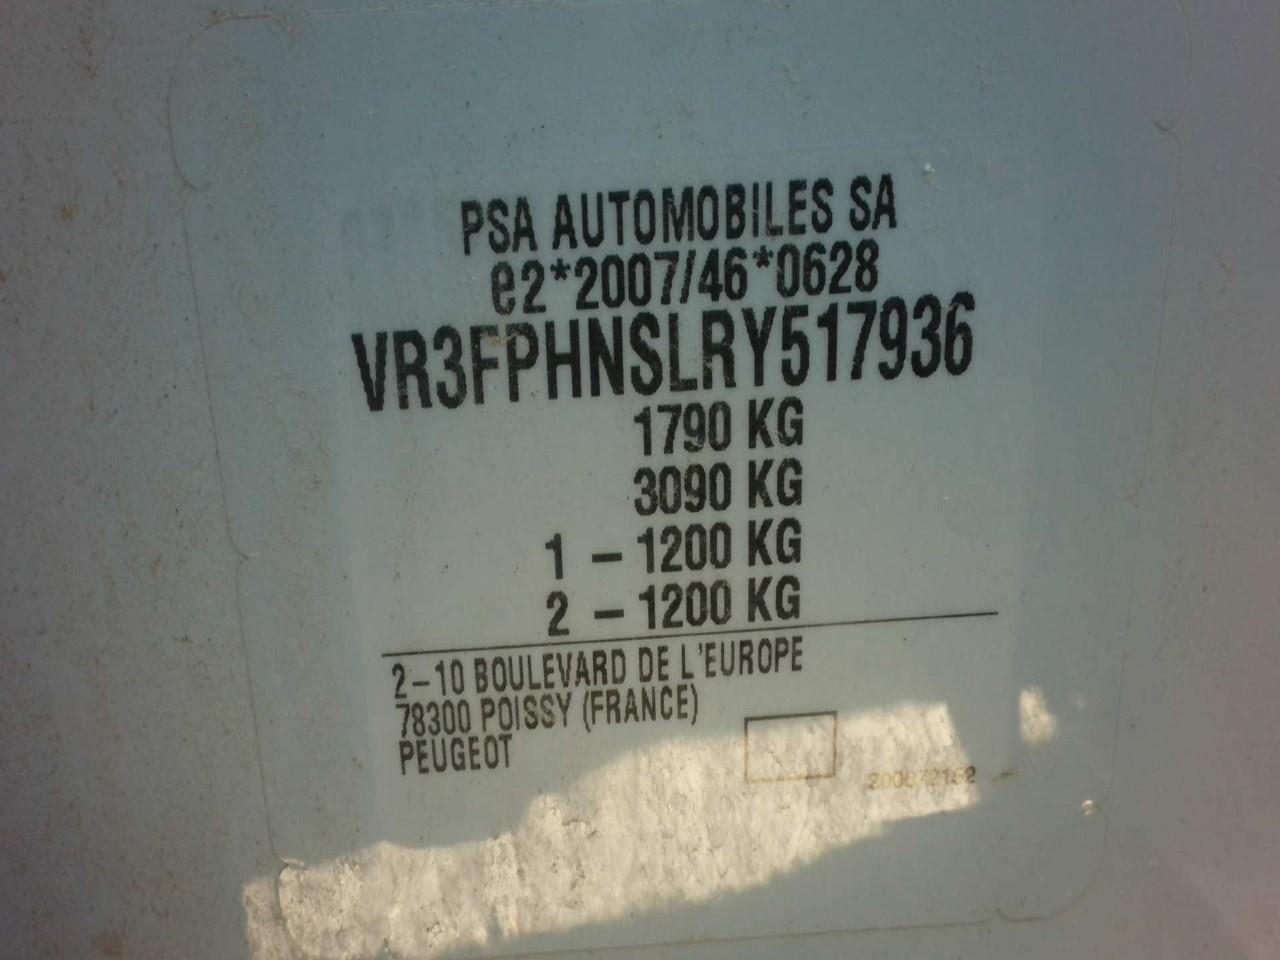 PSA AUTOMOBILES SA
e2*2007/46*0628
VR3FPHNSLRY517936
1790 KG
3090 KG
1 – 1200 KG
2 – 1200 KG
2–10 BOULEVARD DE L'EUROPE
78300 POISSY (FRANCE)
PEUGEOT